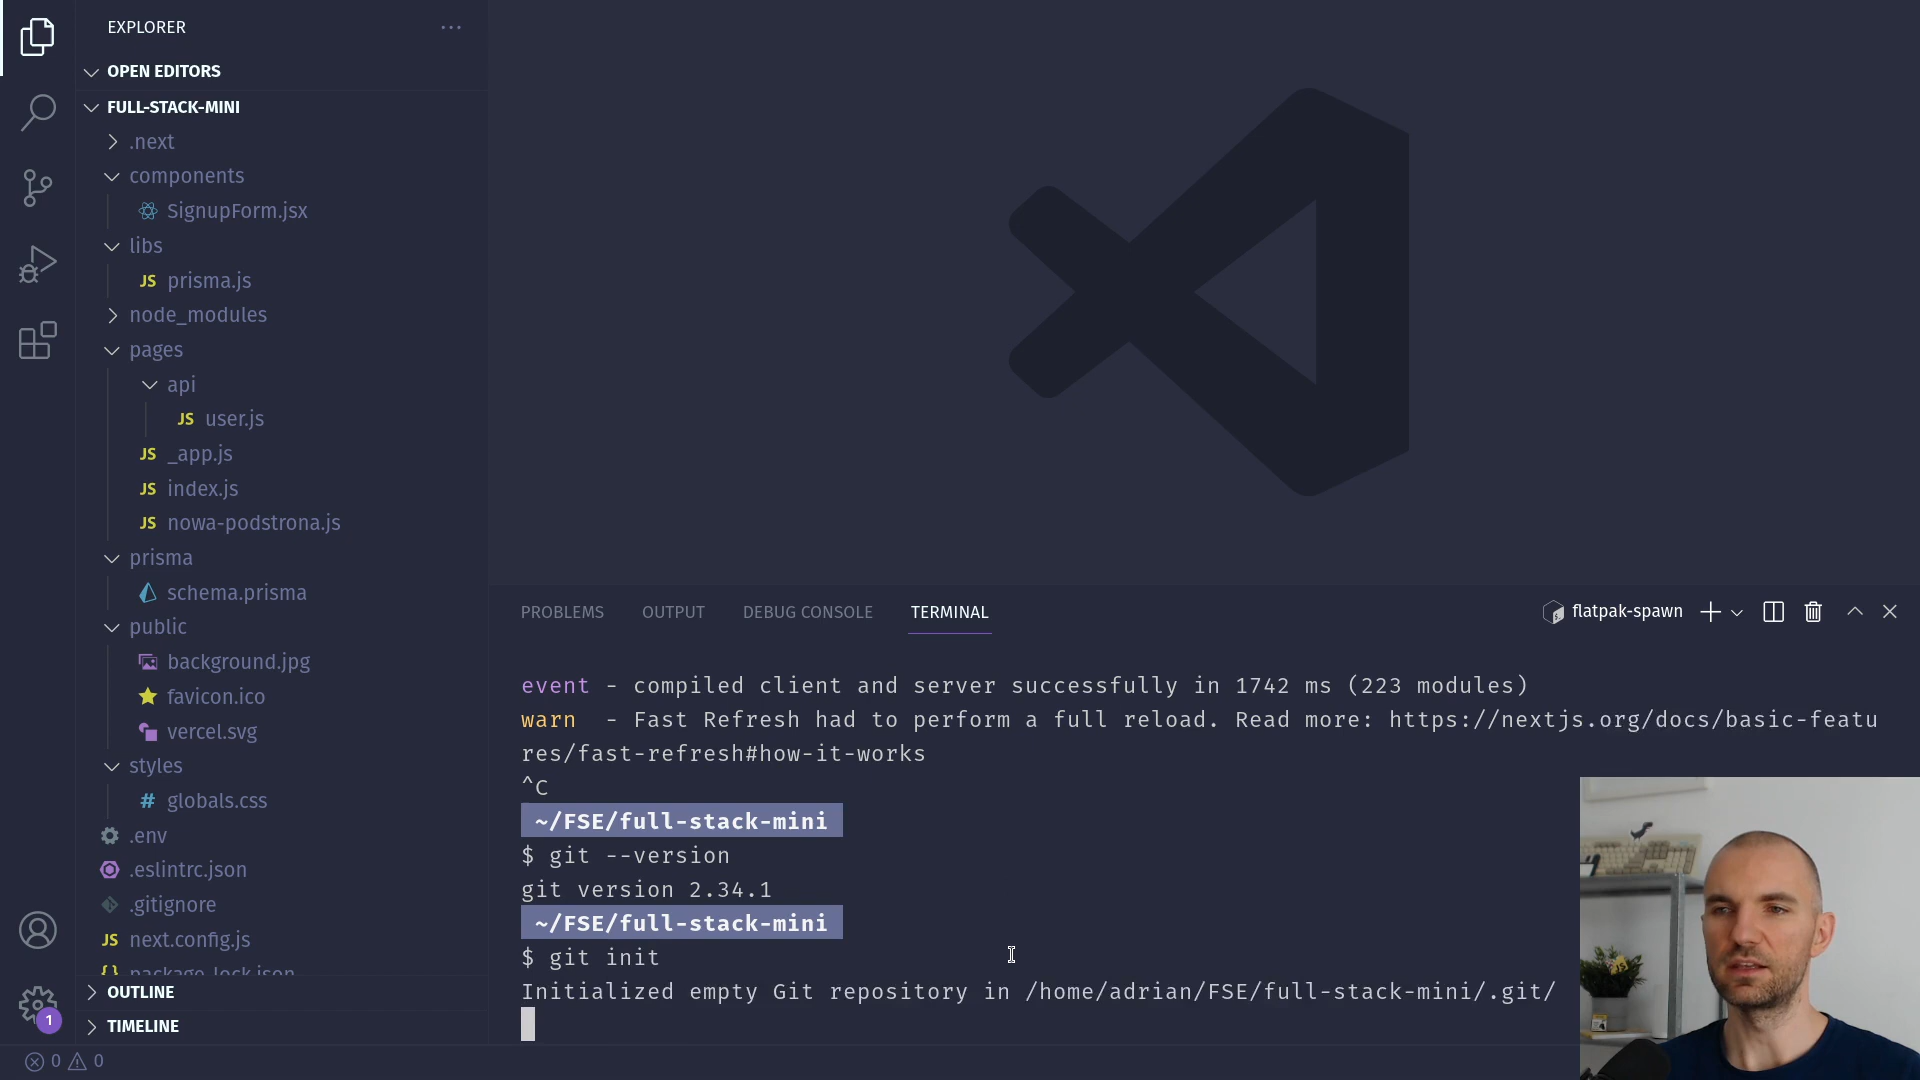 EXPLORER
OPEN EDITORS
FULL-STACK-MINI
.next
components
SignupForm.jsx
libs
JS prisma.js
node_modules
pages
api
JS user.js
JS _app.js
JS index.js
JS nowa-podstrona.js
prisma
schema.prisma
public
background.jpg
favicon.ico
vercel.svg
styles
# globals.css
.env
.eslintrc.json
.gitignore
JS next.config.js
{} package-lock.json
OUTLINE
TIMELINE
1
0 0
PROBLEMS OUTPUT DEBUG CONSOLE TERMINAL
flatpak-spawn
event - compiled client and server successfully in 1742 ms (223 modules)
warn - Fast Refresh had to perform a full reload. Read more: https://nextjs.org/docs/basic-featu
res/fast-refresh#how-it-works
^C
~/FSE/full-stack-mini
$ git --version
git version 2.34.1
~/FSE/full-stack-mini
$ git init
Initialized empty Git repository in /home/adrian/FSE/full-stack-mini/.git/